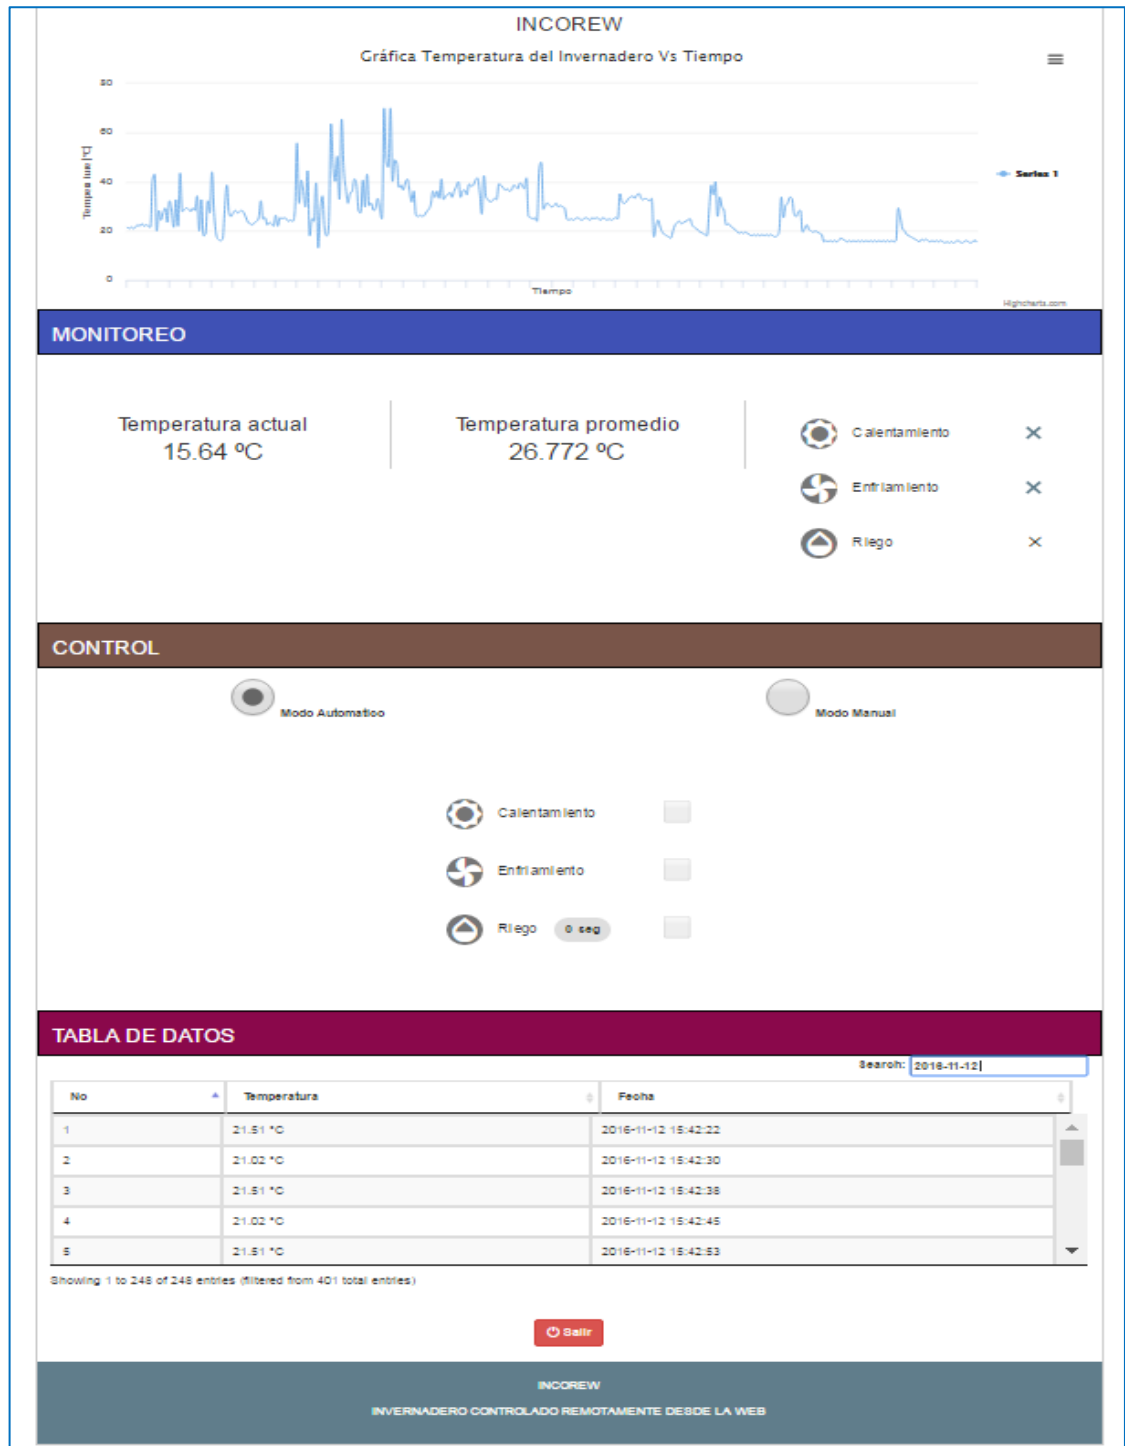 INCOREW
Gráfica Temperatura del Invernadero Vs Tiempo
80
60
40
20
0
Temperatura [°C]
Series 1
Tiempo
Highcharts.com
MONITOREO
Temperatura actual
15.64 ºC
Temperatura promedio
26.772 ºC
Calentamiento
Enfriamiento
Riego
CONTROL
Modo Automatico
Modo Manual
Calentamiento
Enfriamiento
Riego 0 seg
TABLA DE DATOS
Search: 2016-11-12
No Temperatura Fecha
1 21.51 °C 2016-11-12 15:42:22
2 21.02 °C 2016-11-12 15:42:30
3 21.51 °C 2016-11-12 15:42:38
4 21.02 °C 2016-11-12 15:42:45
5 21.51 °C 2016-11-12 15:42:53
Showing 1 to 248 of 248 entries (filtered from 401 total entries)
Salir
INCOREW
INVERNADERO CONTROLADO REMOTAMENTE DESDE LA WEB